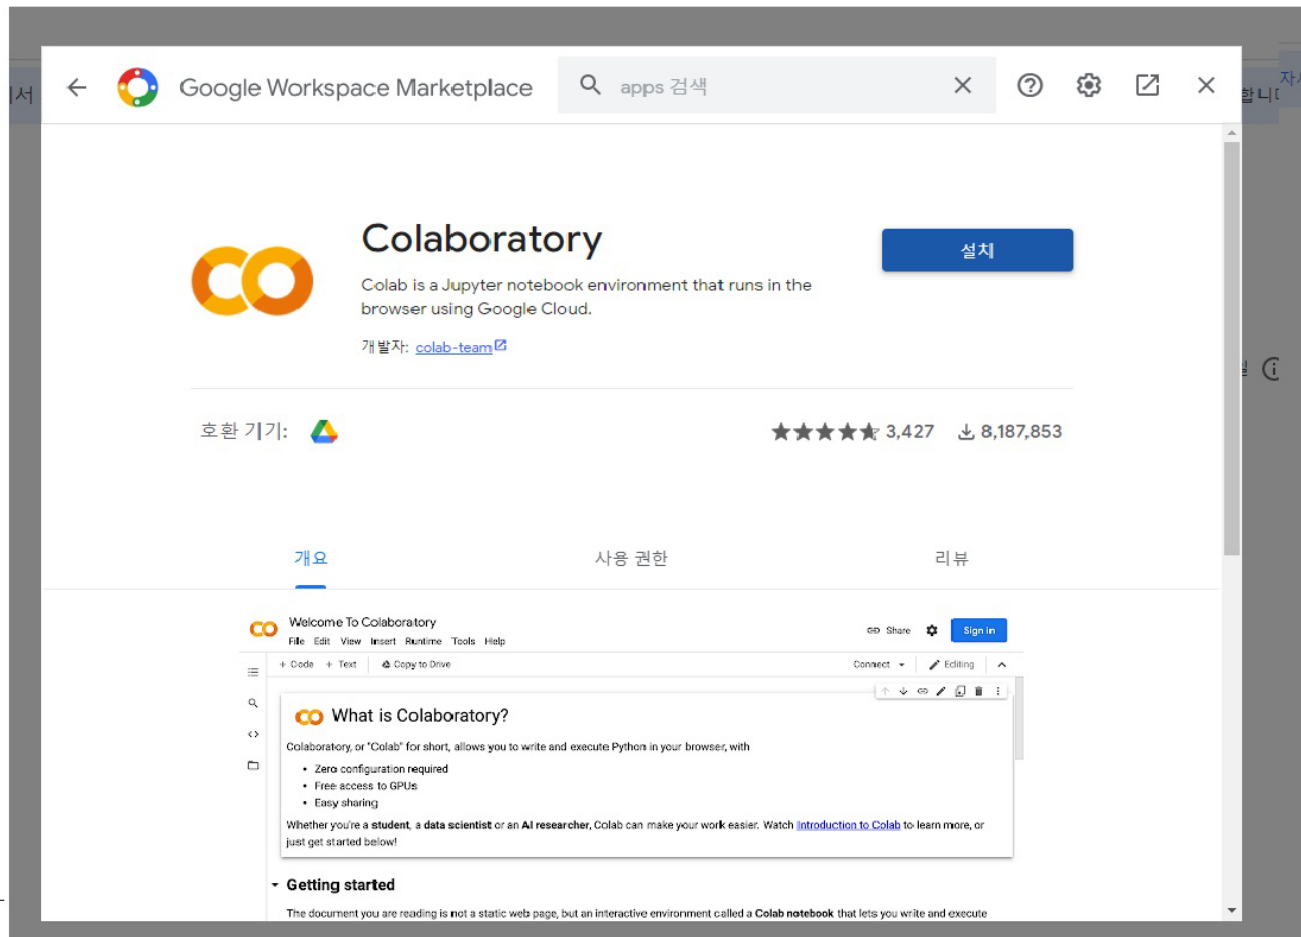 Google Workspace Marketplace
apps 검색
자
서
합니
Colaboratory
설치
Colab is a Jupyter notebook environment that runs in the
browser using Google Cloud.
개발자: colab-team
호환 기기:
3,427
8,187,853
개요
사용 권한
리뷰
Welcome To Colaboratory
File Edit View Insert Runtime Tools Help
Share
Sign in
+ Code + Text
Copy to Drive
Connect
Editing
CO What is Colaboratory?
Colaboratory, or "Colab" for short, allows you to write and execute Python in your browser, with
• Zero configuration required
• Free access to GPUs
• Easy sharing
Whether you're a student, a data scientist or an AI researcher, Colab can make your work easier. Watch Introduction to Colab to learn more, or
just get started below!
Getting started
The document you are reading is not a static web page, but an interactive environment called a Colab notebook that lets you write and execute